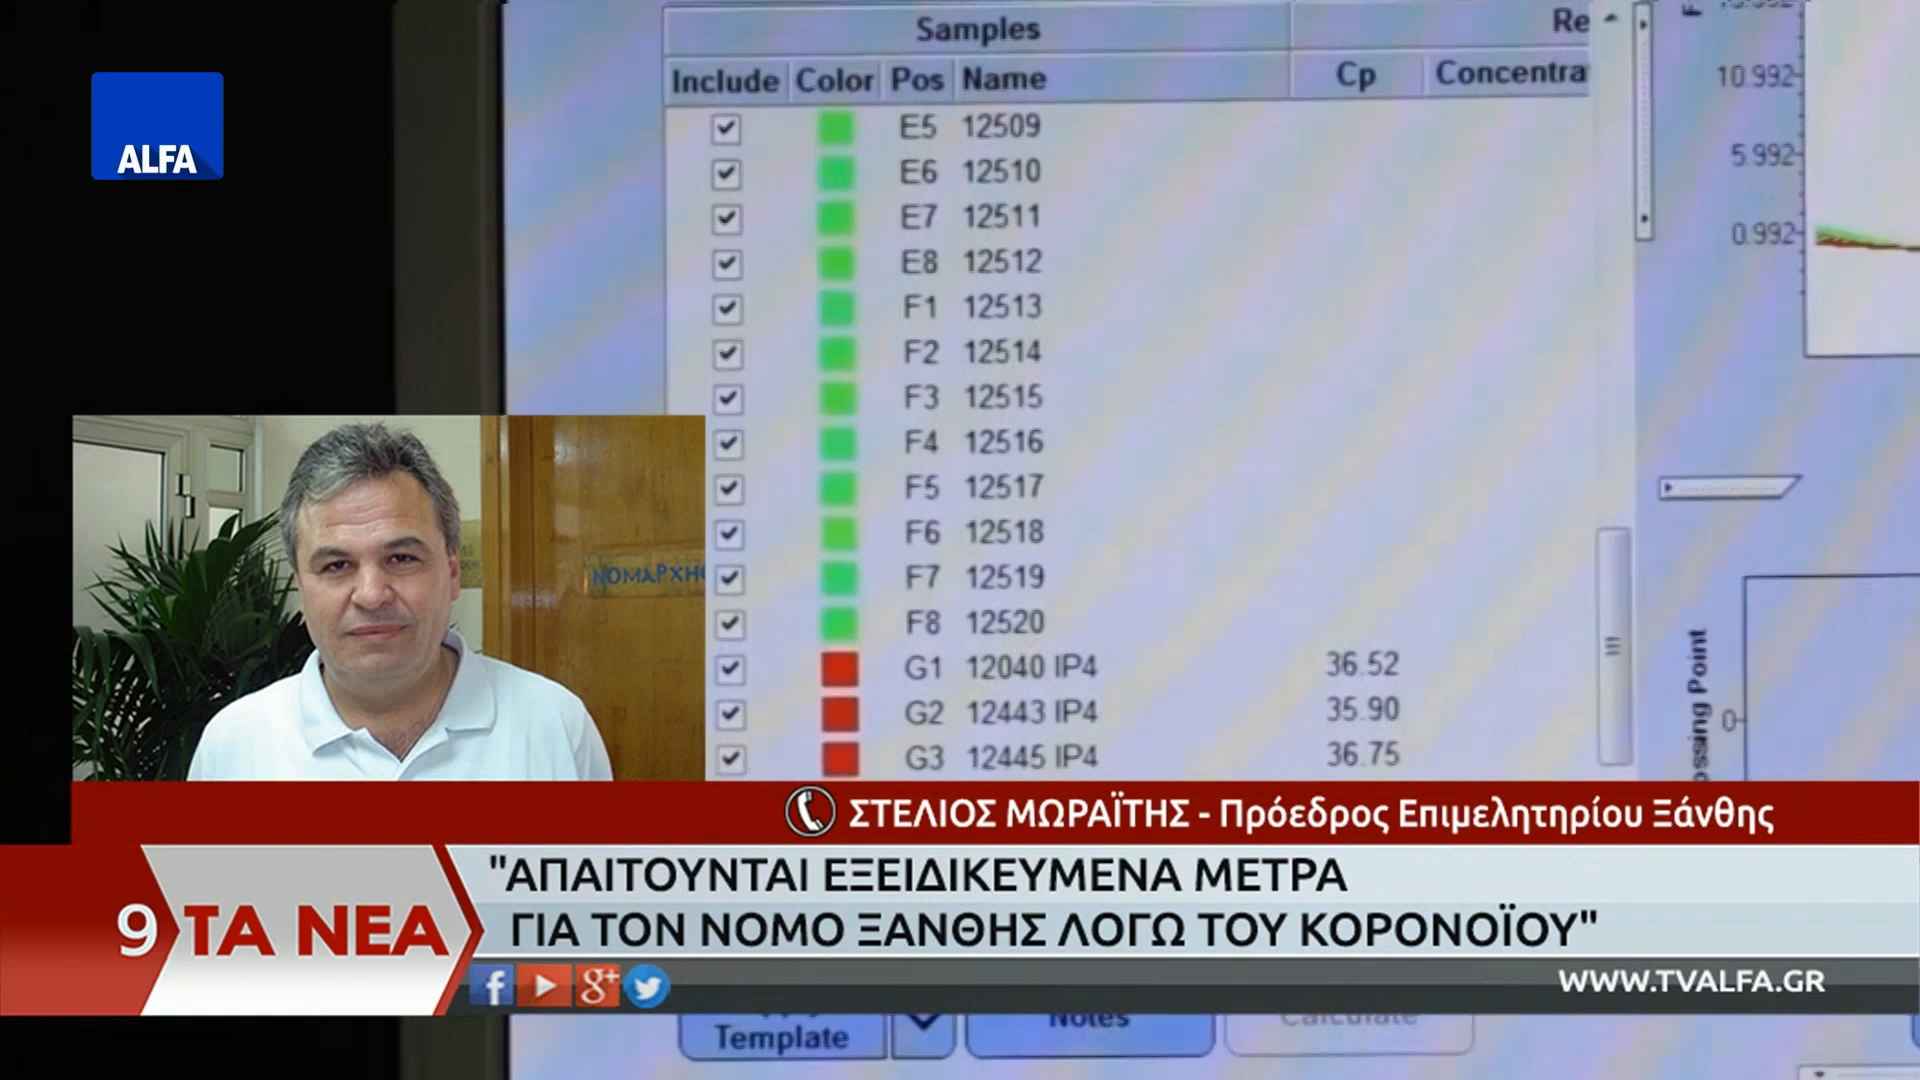 Samples
Re
Include Color Pos Name Cp Concentra
E5 12509
E6 12510
E7 12511
E8 12512
F1 12513
F2 12514
F3 12515
F4 12516
F5 12517
F6 12518
F7 12519
F8 12520
G1 12040 IP4 36.52
G2 12443 IP4 35.90
G3 12445 IP4 36.75
10.992
5.992
0.992
ossing Point
0
ALFA
ΝΟΜΑΡΧΗΣ
ΣΤΕΛΙΟΣ ΜΩΡΑΪΤΗΣ - Πρόεδρος Επιμελητηρίου Ξάνθης
"ΑΠΑΙΤΟΥΝΤΑΙ ΕΞΕΙΔΙΚΕΥΜΕΝΑ ΜΕΤΡΑ
ΓΙΑ ΤΟΝ ΝΟΜΟ ΞΑΝΘΗΣ ΛΟΓΩ ΤΟΥ ΚΟΡΟΝΟΪΟΥ"
9 ΤΑ ΝΕΑ
f g+
WWW.TVALFA.GR
Template
Notes
Calculate